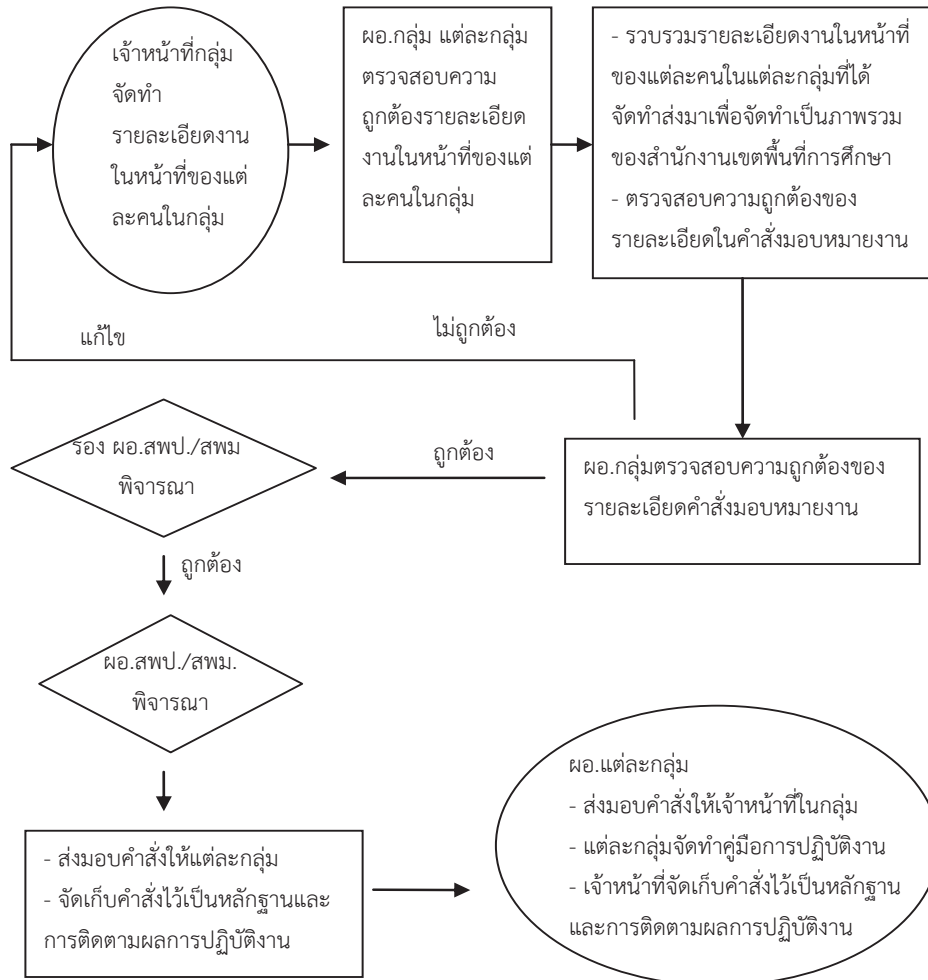 เจ้าหน้าที่กลุ่ม
จัดทำ
รายละเอียดงาน
ในหน้าที่ของแต่
ละคนในกลุ่ม
ผอ.กลุ่ม แต่ละกลุ่ม
ตรวจสอบความ
ถูกต้องรายละเอียด
งานในหน้าที่ของแต่
ละคนในกลุ่ม
- รวบรวมรายละเอียดงานในหน้าที่
ของแต่ละคนในแต่ละกลุ่มที่ได้
จัดทำส่งมาเพื่อจัดทำเป็นภาพรวม
ของสำนักงานเขตพื้นที่การศึกษา
- ตรวจสอบความถูกต้องของ
รายละเอียดในคำสั่งมอบหมายงาน
แก้ไข
ไม่ถูกต้อง
รอง ผอ.สพป./สพม
พิจารณา
ถูกต้อง
ผอ.กลุ่มตรวจสอบความถูกต้องของ
รายละเอียดคำสั่งมอบหมายงาน
ถูกต้อง
ผอ.สพป./สพม.
พิจารณา
- ส่งมอบคำสั่งให้แต่ละกลุ่ม
- จัดเก็บคำสั่งไว้เป็นหลักฐานและ
การติดตามผลการปฏิบัติงาน
ผอ.แต่ละกลุ่ม
- ส่งมอบคำสั่งให้เจ้าหน้าที่ในกลุ่ม
- แต่ละกลุ่มจัดทำคู่มือการปฏิบัติงาน
- เจ้าหน้าที่จัดเก็บคำสั่งไว้เป็นหลักฐาน
และการติดตามผลการปฏิบัติงาน